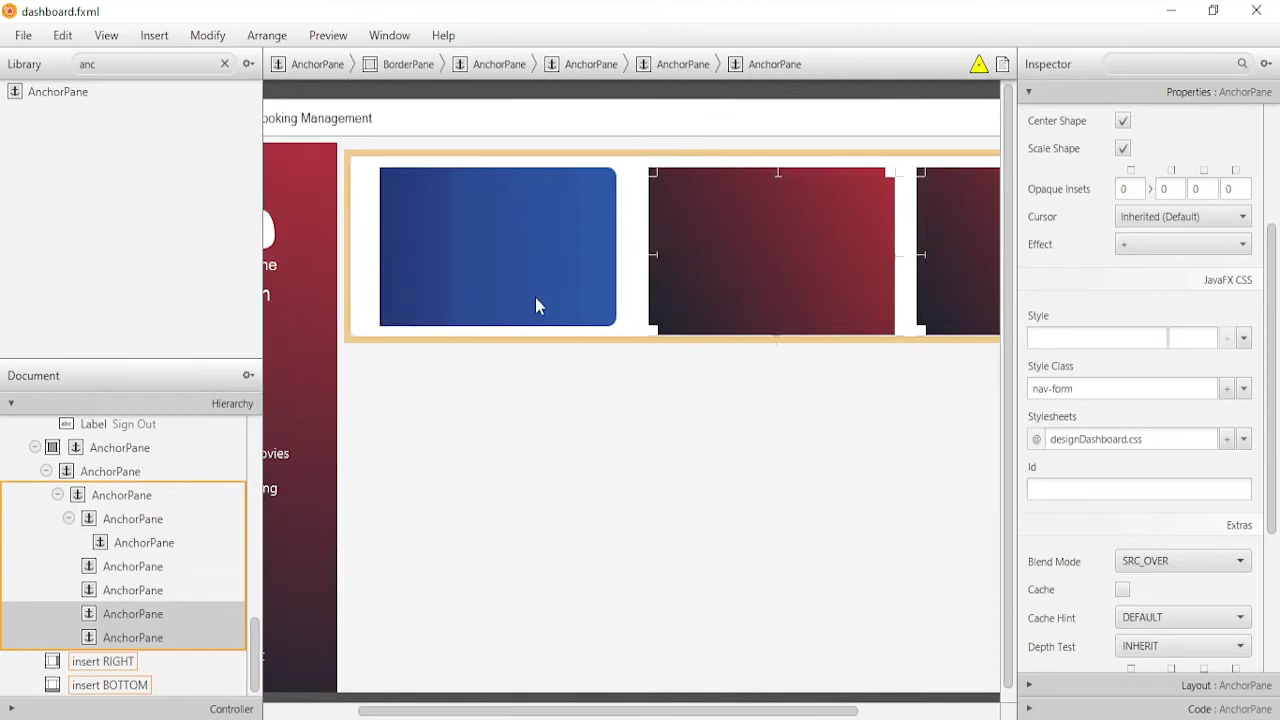 dashboard.fxml
File Edit View Insert Modify Arrange Preview Window Help
Library anc
AnchorPane BorderPane AnchorPane AnchorPane AnchorPane AnchorPane
Inspector
AnchorPane
Properties : AnchorPane
ooking Management
Center Shape
Scale Shape
Opaque Insets 0 0 0 0
Cursor Inherited (Default)
Effect +
JavaFX CSS
Style
Style Class
nav-form
Stylesheets
@ designDashboard.css
Id
Extras
Blend Mode SRC_OVER
Cache
Cache Hint DEFAULT
Depth Test INHERIT
Layout : AnchorPane
Code : AnchorPane
Document
Hierarchy
abc Label Sign Out
AnchorPane
AnchorPane
AnchorPane
AnchorPane
AnchorPane
AnchorPane
AnchorPane
AnchorPane
AnchorPane
insert RIGHT
insert BOTTOM
Controller
ne
n
ovies
ng